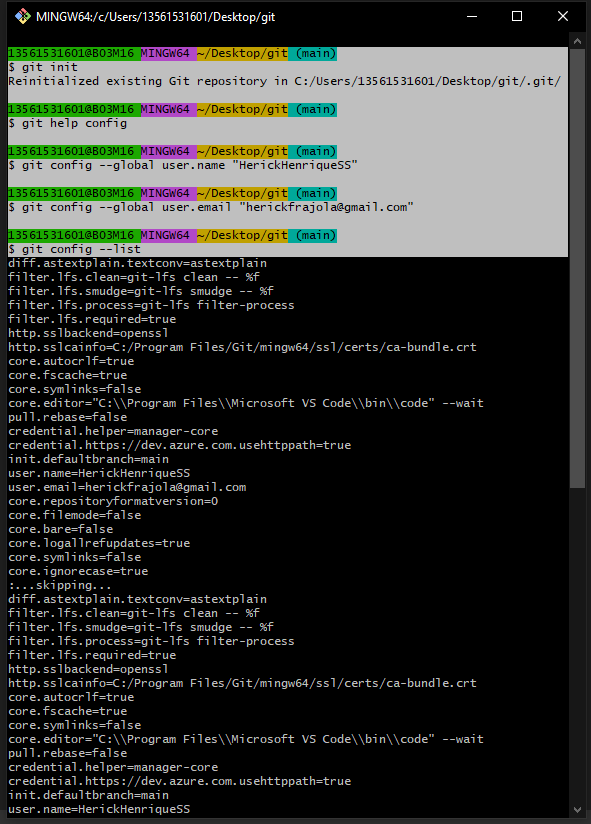 MINGW64:/c/Users/13561531601/Desktop/git
13561531601@BO3M16 MINGW64 ~/Desktop/git (main)
$ git init
Reinitialized existing Git repository in C:/Users/13561531601/Desktop/git/.git/
13561531601@BO3M16 MINGW64 ~/Desktop/git (main)
$ git help config
13561531601@BO3M16 MINGW64 ~/Desktop/git (main)
$ git config --global user.name "HerickHenriqueSS"
13561531601@BO3M16 MINGW64 ~/Desktop/git (main)
$ git config --global user.email "herickfrajola@gmail.com"
13561531601@BO3M16 MINGW64 ~/Desktop/git (main)
$ git config --list
diff.astextplain.textconv=astextplain
filter.lfs.clean=git-lfs clean -- %f
filter.lfs.smudge=git-lfs smudge -- %f
filter.lfs.process=git-lfs filter-process
filter.lfs.required=true
http.sslbackend=openssl
http.sslcainfo=C:/Program Files/Git/mingw64/ssl/certs/ca-bundle.crt
core.autocrlf=true
core.fscache=true
core.symlinks=false
core.editor="C:\\Program Files\\Microsoft VS Code\\bin\\code" --wait
pull.rebase=false
credential.helper=manager-core
credential.https://dev.azure.com.usehttppath=true
init.defaultbranch=main
user.name=HerickHenriqueSS
user.email=herickfrajola@gmail.com
core.repositoryformatversion=0
core.filemode=false
core.bare=false
core.logallrefupdates=true
core.symlinks=false
core.ignorecase=true
:...skipping...
diff.astextplain.textconv=astextplain
filter.lfs.clean=git-lfs clean -- %f
filter.lfs.smudge=git-lfs smudge -- %f
filter.lfs.process=git-lfs filter-process
filter.lfs.required=true
http.sslbackend=openssl
http.sslcainfo=C:/Program Files/Git/mingw64/ssl/certs/ca-bundle.crt
core.autocrlf=true
core.fscache=true
core.symlinks=false
core.editor="C:\\Program Files\\Microsoft VS Code\\bin\\code" --wait
pull.rebase=false
credential.helper=manager-core
credential.https://dev.azure.com.usehttppath=true
init.defaultbranch=main
user.name=HerickHenriqueSS